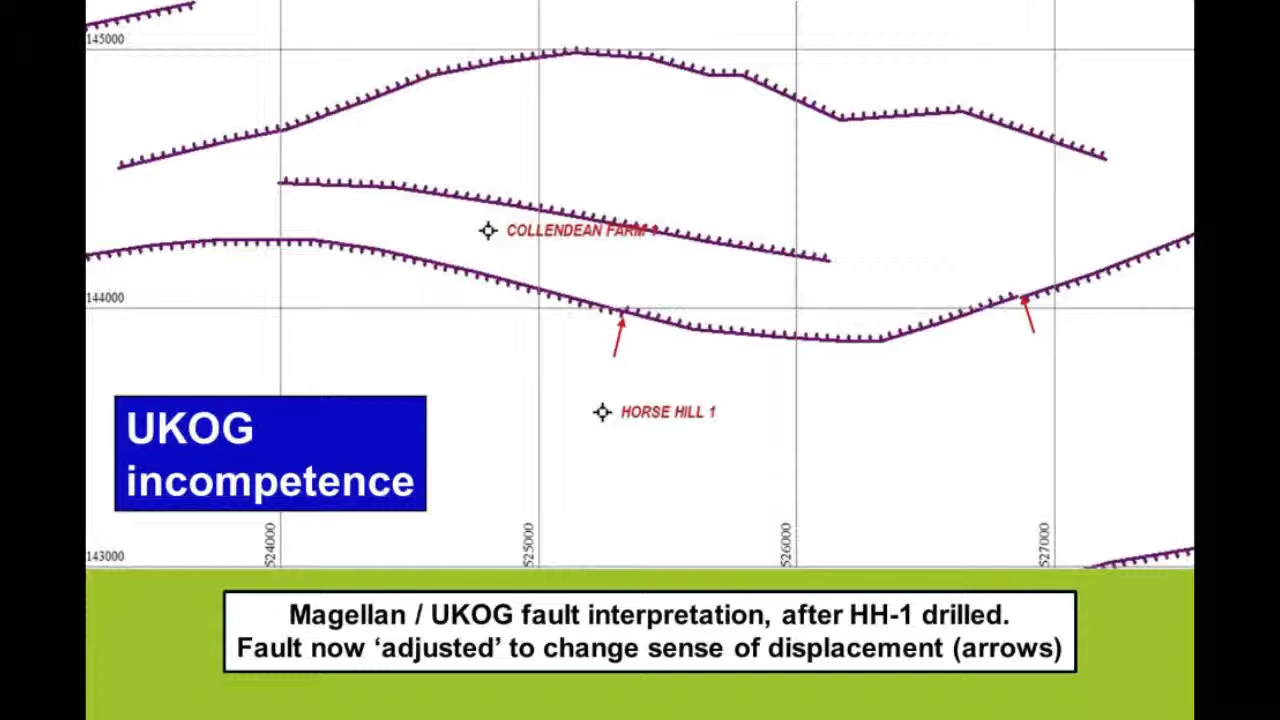 145000
COLLENDEAN FARM 1
144000
HORSE HILL 1
UKOG
incompetence
143000
524000
525000
526000
527000
Magellan / UKOG fault interpretation, after HH-1 drilled.
Fault now ‘adjusted’ to change sense of displacement (arrows)